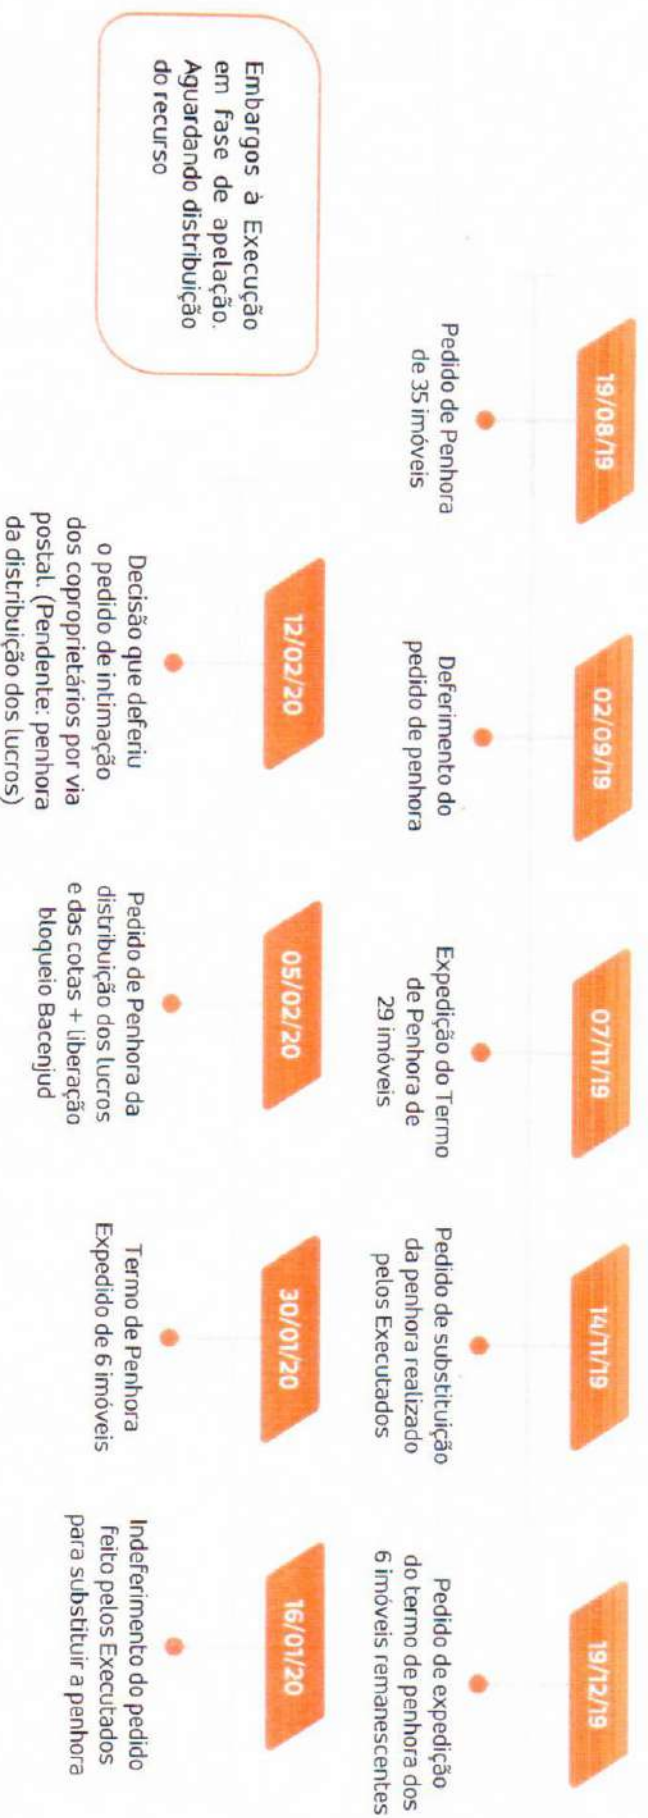 19/08/19
Pedido de Penhora
de 35 imóveis
02/09/19
Deferimento do
pedido de penhora
07/11/19
Expedição do Termo
de Penhora de
29 imóveis
14/11/19
Pedido de substituição
da penhora realizado
pelos Executados
19/12/19
Pedido de expedição
do termo de penhora dos
6 imóveis remanescentes
Embargos à Execução
em fase de apelação.
Aguardando distribuição
do recurso
12/02/20
Decisão que deferiu
o pedido de intimação
dos coproprietários por via
postal. (Pendente: penhora
da distribuição dos lucros)
05/02/20
Pedido de Penhora da
distribuição dos lucros
e das cotas + liberação
bloqueio Bacenjud
30/01/20
Termo de Penhora
Expedido de 6 imóveis
16/01/20
Indeferimento do pedido
feito pelos Executados
para substituir a penhora